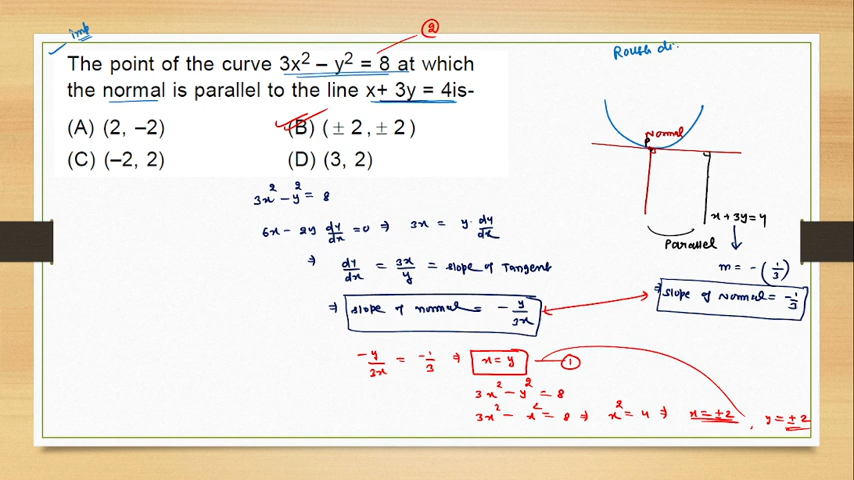 imp
②
The point of the curve 3x² – y² = 8 at which
the normal is parallel to the line x+ 3y = 4is-
(A) (2, –2)
(B) (± 2, ± 2)
(C) (–2, 2)
(D) (3, 2)
Rough di.
Normal
P
x + 3y = 4
Parallel
m = - (1/3)
⇒ slope of Normal = -1/3
3x² - y² = 8
6x - 2y dy/dx = 0 ⇒ 3x = y · dy/dx
⇒ dy/dx = 3x/y = slope of Tangent
⇒ slope of normal = - y/3x
-y/3x = -1/3 ⇒ x = y ①
3x² - y² = 8
3x² - x² = 8 ⇒ x² = 4 ⇒ x = ±2, y = ±2